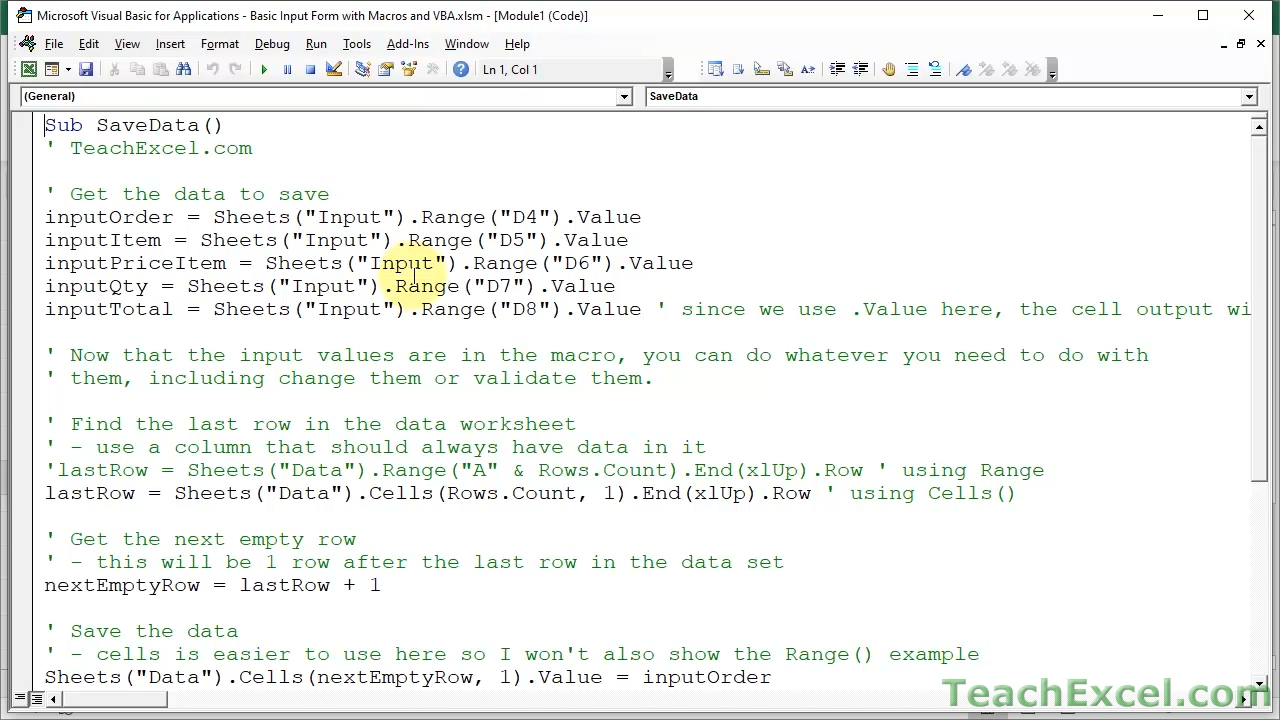 Microsoft Visual Basic for Applications - Basic Input Form with Macros and VBA.xlsm - [Module1 (Code)]
File Edit View Insert Format Debug Run Tools Add-Ins Window Help
Ln 1, Col 1
(General) SaveData
Sub SaveData()
' TeachExcel.com
' Get the data to save
inputOrder = Sheets("Input").Range("D4").Value
inputItem = Sheets("Input").Range("D5").Value
inputPriceItem = Sheets("Input").Range("D6").Value
inputQty = Sheets("Input").Range("D7").Value
inputTotal = Sheets("Input").Range("D8").Value ' since we use .Value here, the cell output wi
' Now that the input values are in the macro, you can do whatever you need to do with
' them, including change them or validate them.
' Find the last row in the data worksheet
' - use a column that should always have data in it
'lastRow = Sheets("Data").Range("A" & Rows.Count).End(xlUp).Row ' using Range
lastRow = Sheets("Data").Cells(Rows.Count, 1).End(xlUp).Row ' using Cells()
' Get the next empty row
' - this will be 1 row after the last row in the data set
nextEmptyRow = lastRow + 1
' Save the data
' - cells is easier to use here so I won't also show the Range() example
Sheets("Data").Cells(nextEmptyRow, 1).Value = inputOrder
TeachExcel.com